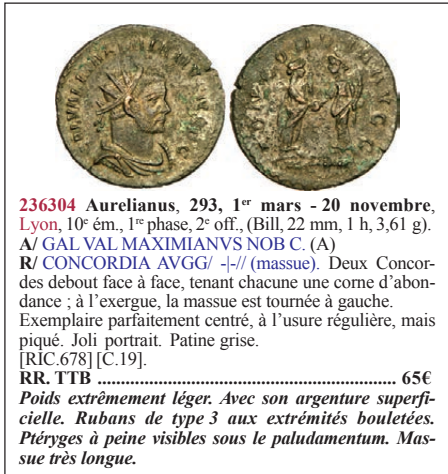 236304 Aurelianus, 293, 1er mars - 20 novembre,
Lyon, 10e ém., 1re phase, 2e off., (Bill, 22 mm, 1 h, 3,61 g).
A/ GAL VAL MAXIMIANVS NOB C. (A)
R/ CONCORDIA AVGG/ -|-// (massue). Deux Concor-
des debout face à face, tenant chacune une corne d'abon-
dance ; à l'exergue, la massue est tournée à gauche.
Exemplaire parfaitement centré, à l'usure régulière, mais
piqué. Joli portrait. Patine grise.
[RIC.678] [C.19].
RR. TTB ................................................................ 65€
Poids extrêmement léger. Avec son argenture superfi-
cielle. Rubans de type 3 aux extrémités bouletées.
Ptéryges à peine visibles sous le paludamentum. Mas-
sue très longue.